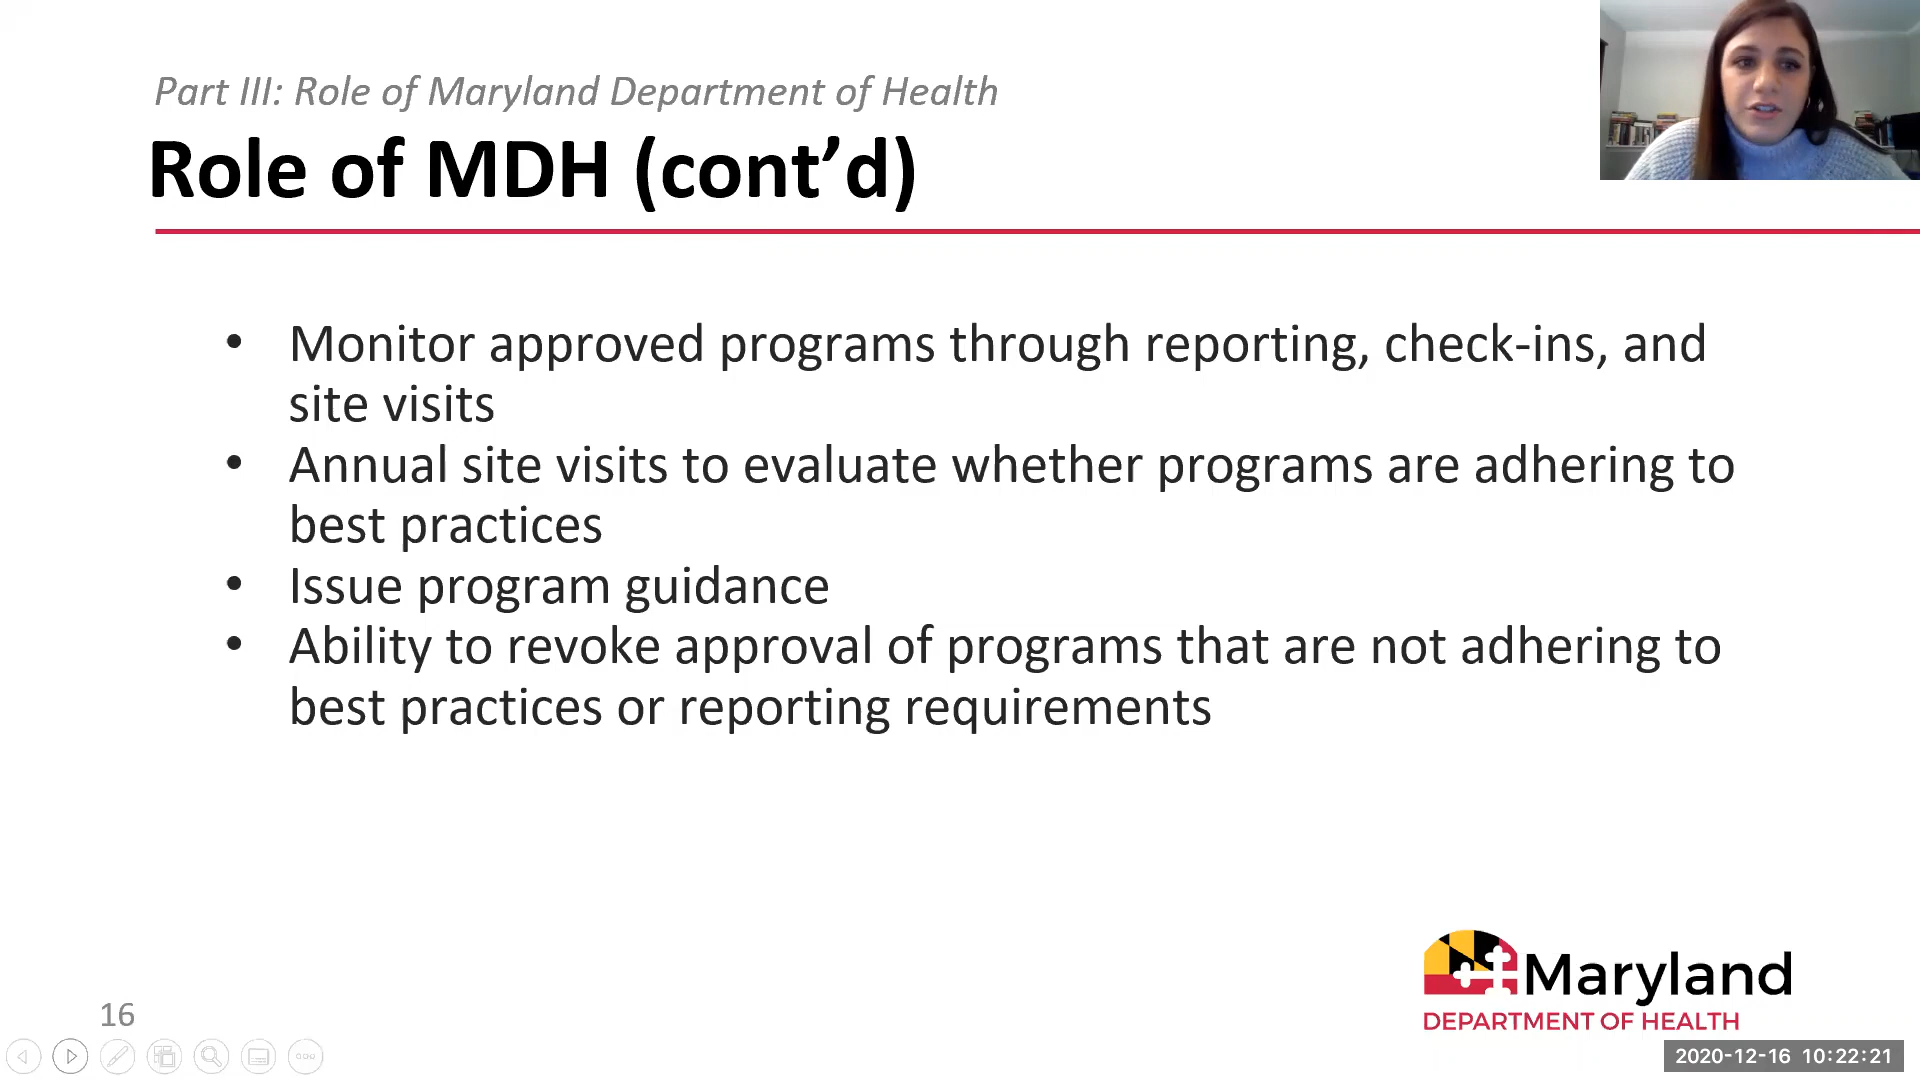 Part III: Role of Maryland Department of Health
Role of MDH (cont’d)
• Monitor approved programs through reporting, check-ins, and
site visits
• Annual site visits to evaluate whether programs are adhering to
best practices
• Issue program guidance
• Ability to revoke approval of programs that are not adhering to
best practices or reporting requirements
Maryland
DEPARTMENT OF HEALTH
16
2020-12-16 10:22:21